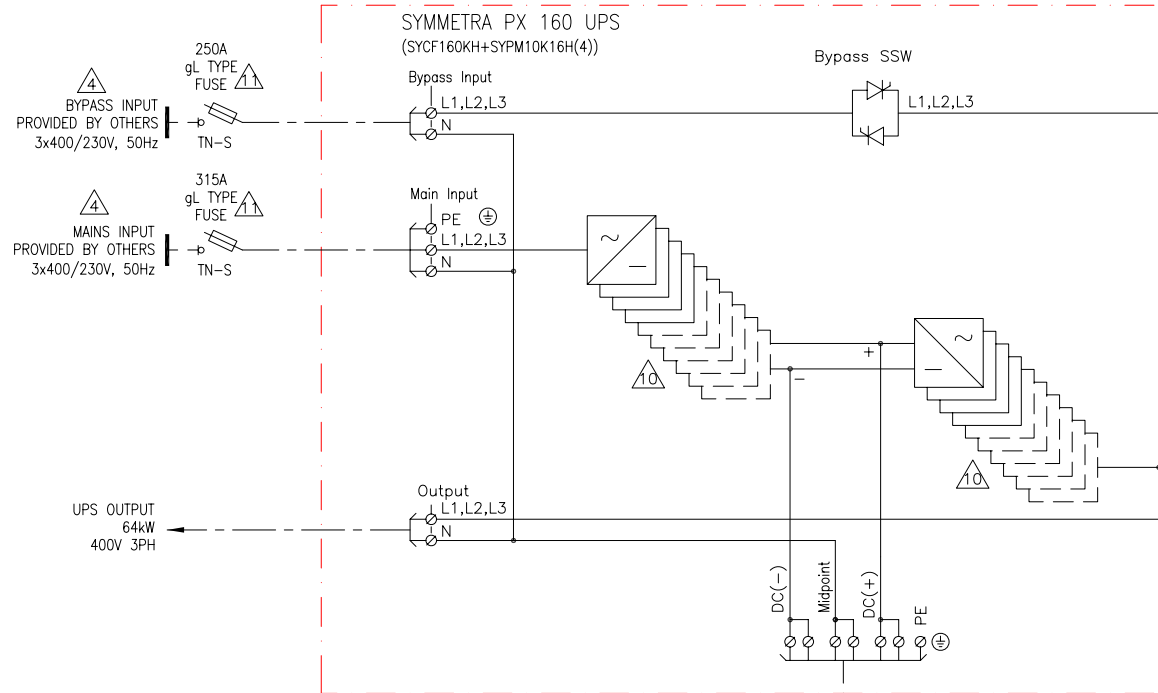 SYMMETRA PX 160 UPS
(SYCF160KH+SYPM10K16H(4))
250A
gL TYPE
FUSE 11
4
BYPASS INPUT
PROVIDED BY OTHERS
3x400/230V, 50Hz
TN-S
Bypass Input
L1,L2,L3
N
Bypass SSW
L1,L2,L3
315A
gL TYPE
FUSE 11
4
MAINS INPUT
PROVIDED BY OTHERS
3x400/230V, 50Hz
TN-S
Main Input
PE
L1,L2,L3
N
10
+
-
10
UPS OUTPUT
64kW
400V 3PH
Output
L1,L2,L3
N
DC(-)
Midpoint
DC(+)
PE